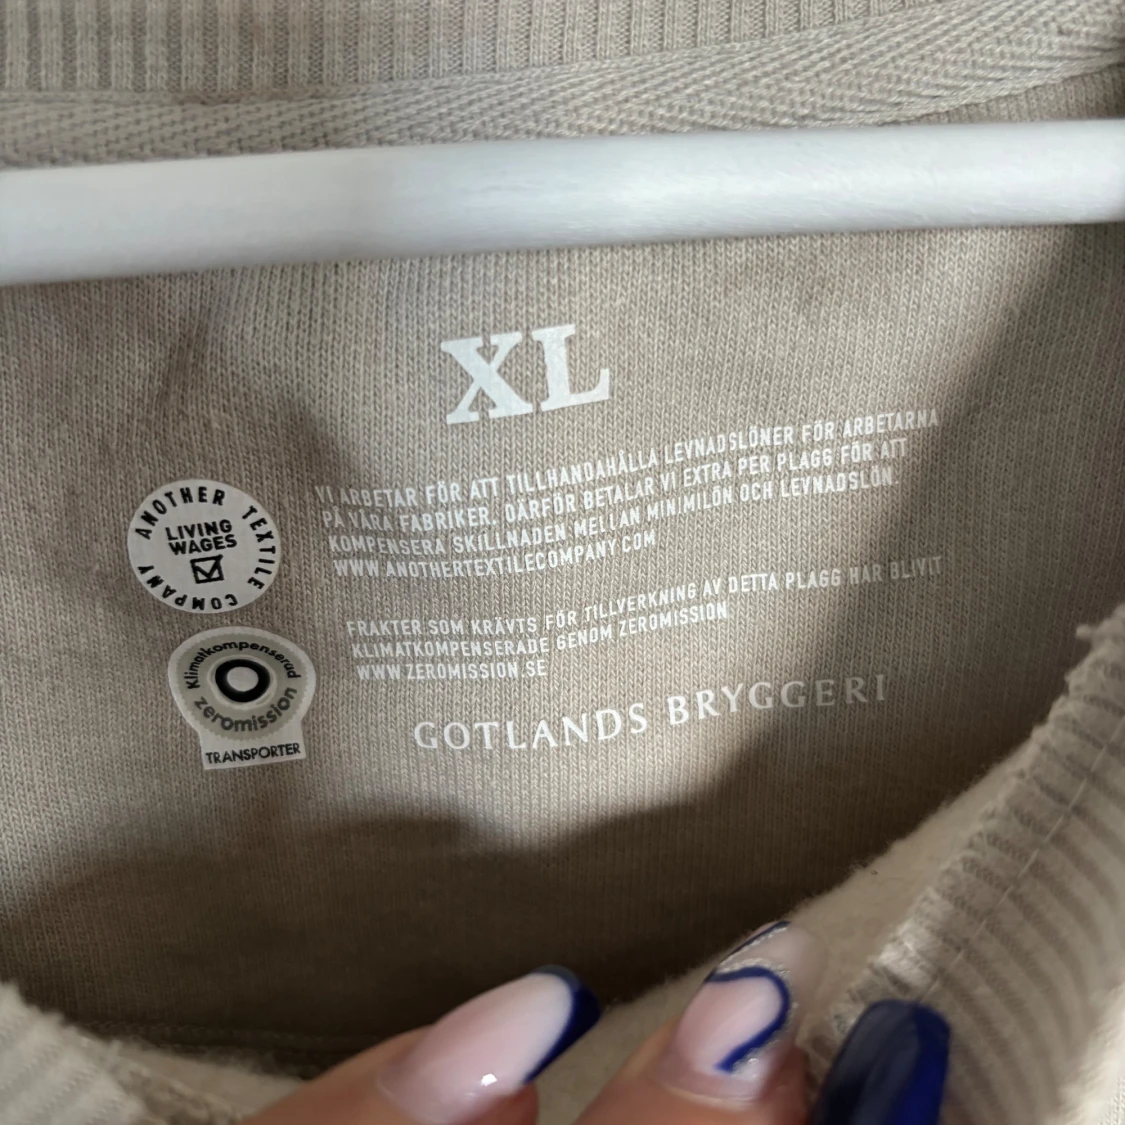 XL
VI ARBETAR FÖR ATT TILLHANDAHÅLLA LEVNADSLÖNER FÖR ARBETARNA
PÅ VÅRA FABRIKER. DÄRFÖR BETALAR VI EXTRA PER PLAGG FÖR ATT
KOMPENSERA SKILLNADEN MELLAN MINIMILÖN OCH LEVNADSLÖN.
WWW.ANOTHERTEXTILECOMPANY.COM
ANOTHER TEXTILE COMPANY
LIVING
WAGES
FRAKTER SOM KRÄVTS FÖR TILLVERKNING AV DETTA PLAGG HAR BLIVIT
KLIMATKOMPENSERADE GENOM ZEROMISSION
WWW.ZEROMISSION.SE
Klimatkompenserad
zeromission
TRANSPORTER
GOTLANDS BRYGGERI